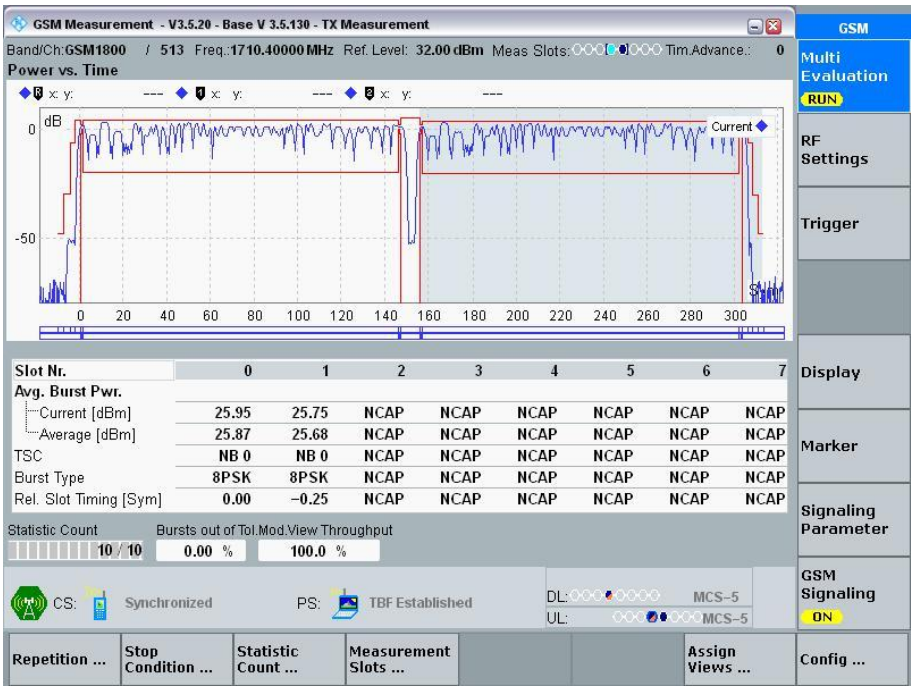 GSM Measurement - V3.5.20 - Base V 3.5.130 - TX Measurement
GSM
Band/Ch:GSM1800 / 513 Freq.:1710.40000 MHz Ref. Level: 32.00 dBm Meas Slots: Tim.Advance.: 0
Power vs. Time
Multi Evaluation
RUN
R x: y: --- 1 x: y: --- 2 x: y: ---
dB
Current
0
-50
0 20 40 60 80 100 120 140 160 180 200 220 240 260 280 300
RF Settings
Trigger
Slot Nr. 0 1 2 3 4 5 6 7
Avg. Burst Pwr.
Current [dBm] 25.95 25.75 NCAP NCAP NCAP NCAP NCAP NCAP
Average [dBm] 25.87 25.68 NCAP NCAP NCAP NCAP NCAP NCAP
TSC NB 0 NB 0 NCAP NCAP NCAP NCAP NCAP NCAP
Burst Type 8PSK 8PSK NCAP NCAP NCAP NCAP NCAP NCAP
Rel. Slot Timing [Sym] 0.00 -0.25 NCAP NCAP NCAP NCAP NCAP NCAP
Display
Marker
Statistic Count Bursts out of Tol. Mod.View Throughput
10 / 10 0.00 % 100.0 %
Signaling Parameter
CS: Synchronized PS: TBF Established
DL: MCS-5
UL: MCS-5
GSM Signaling
ON
Repetition ...
Stop Condition ...
Statistic Count ...
Measurement Slots ...
Assign Views ...
Config ...